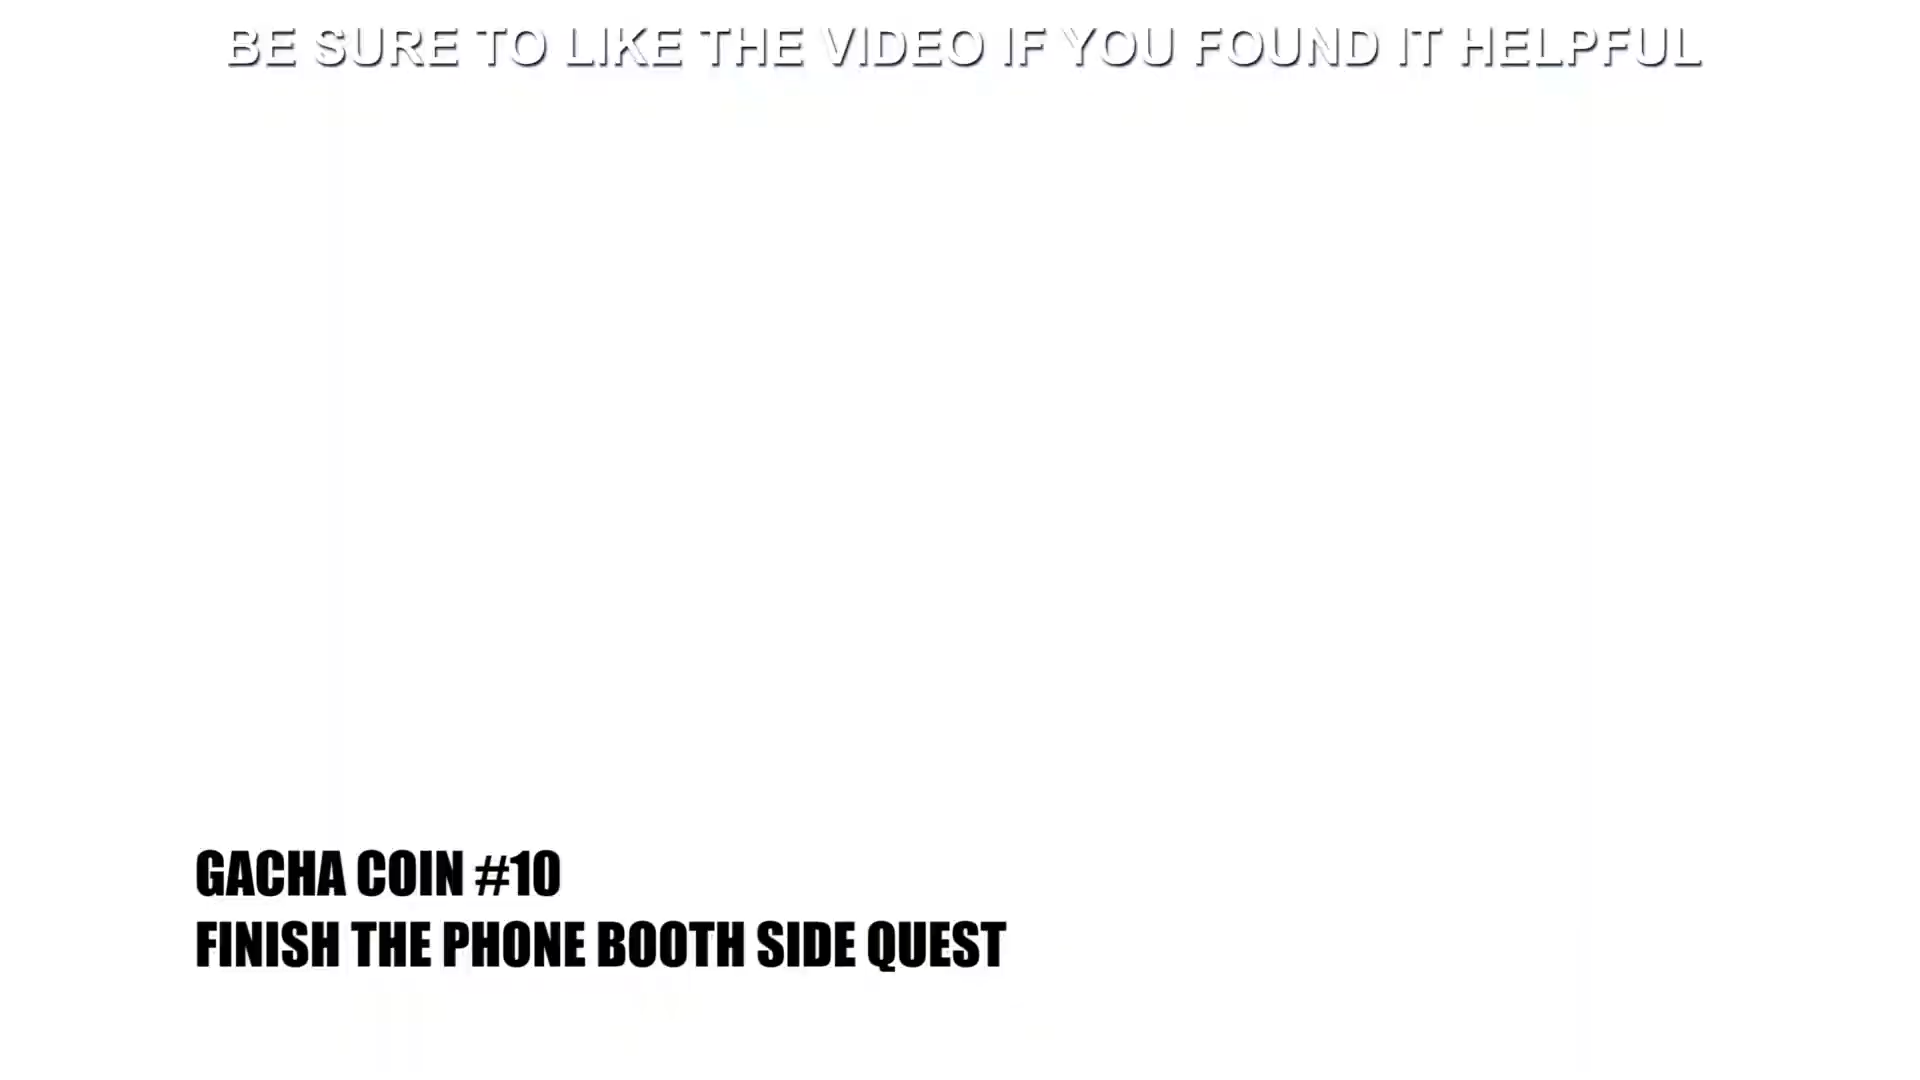 BE SURE TO LIKE THE VIDEO IF YOU FOUND IT HELPFUL
GACHA COIN #10
FINISH THE PHONE BOOTH SIDE QUEST